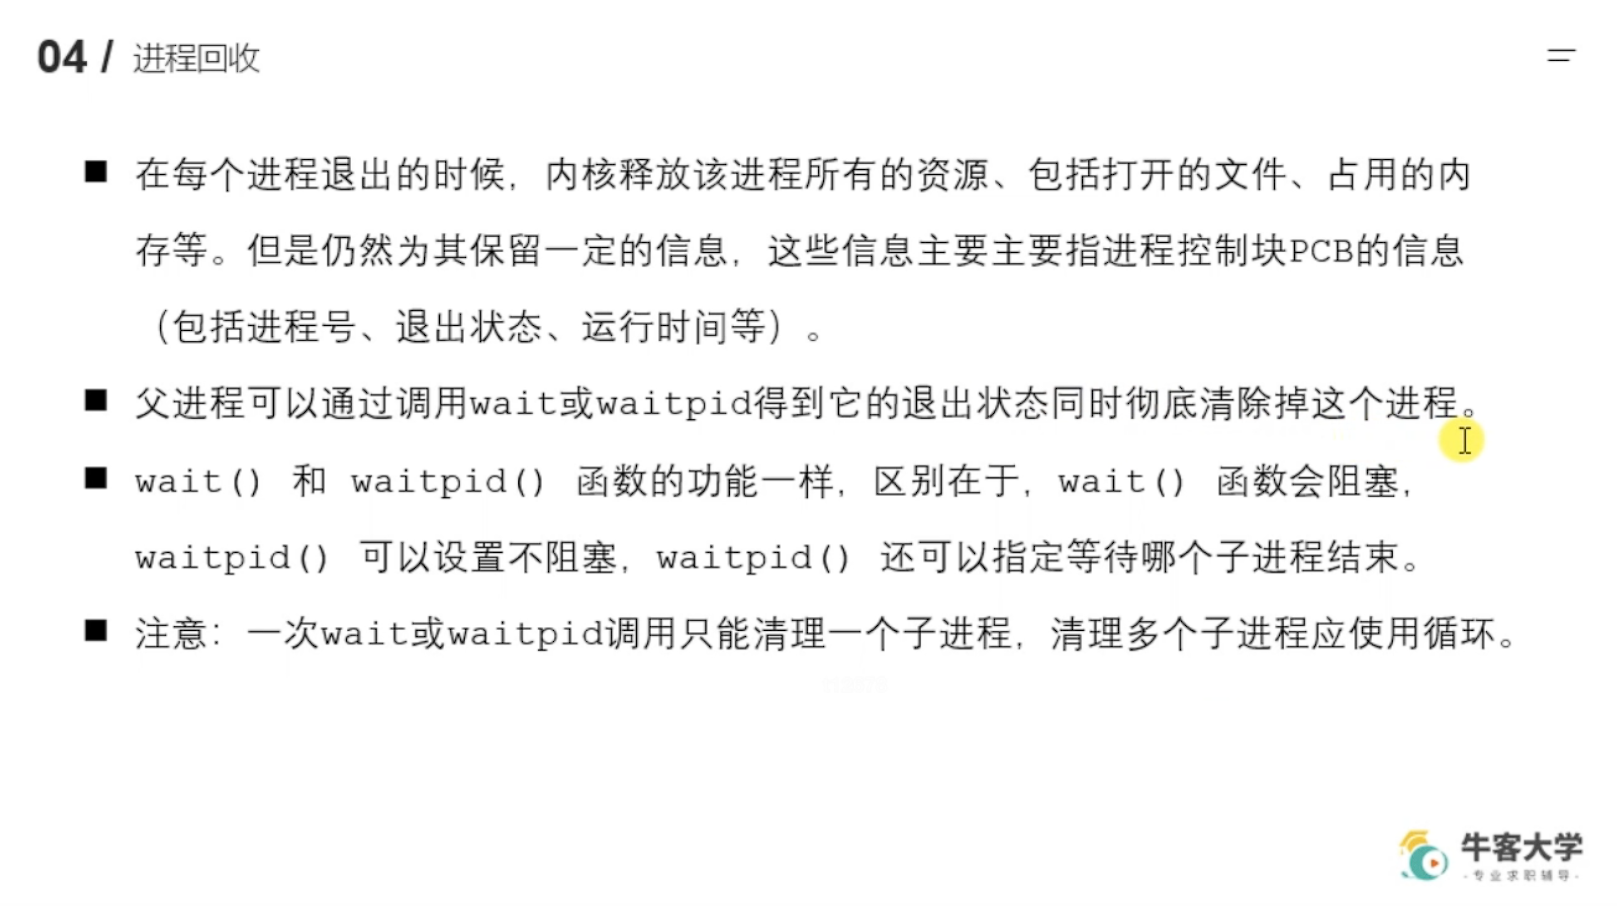 04 / 进程回收
■ 在每个进程退出的时候，内核释放该进程所有的资源、包括打开的文件、占用的内
存等。但是仍然为其保留一定的信息，这些信息主要主要指进程控制块PCB的信息
（包括进程号、退出状态、运行时间等）。
■ 父进程可以通过调用wait或waitpid得到它的退出状态同时彻底清除掉这个进程。
■ wait() 和 waitpid() 函数的功能一样，区别在于，wait() 函数会阻塞，
waitpid() 可以设置不阻塞，waitpid() 还可以指定等待哪个子进程结束。
■ 注意：一次wait或waitpid调用只能清理一个子进程，清理多个子进程应使用循环。
牛客大学
-专业求职辅导-